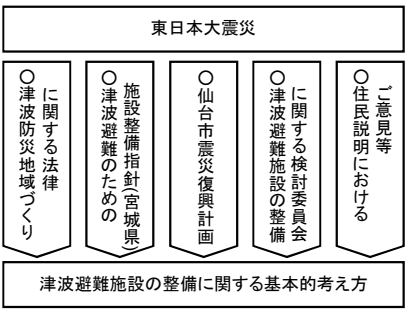 東日本大震災
〇津波防災地域づくり
に関する法律
〇津波避難のための
施設整備指針(宮城県)
〇仙台市震災復興計画
〇津波避難施設の整備
に関する検討委員会
〇住民説明における
ご意見等
津波避難施設の整備に関する基本的考え方